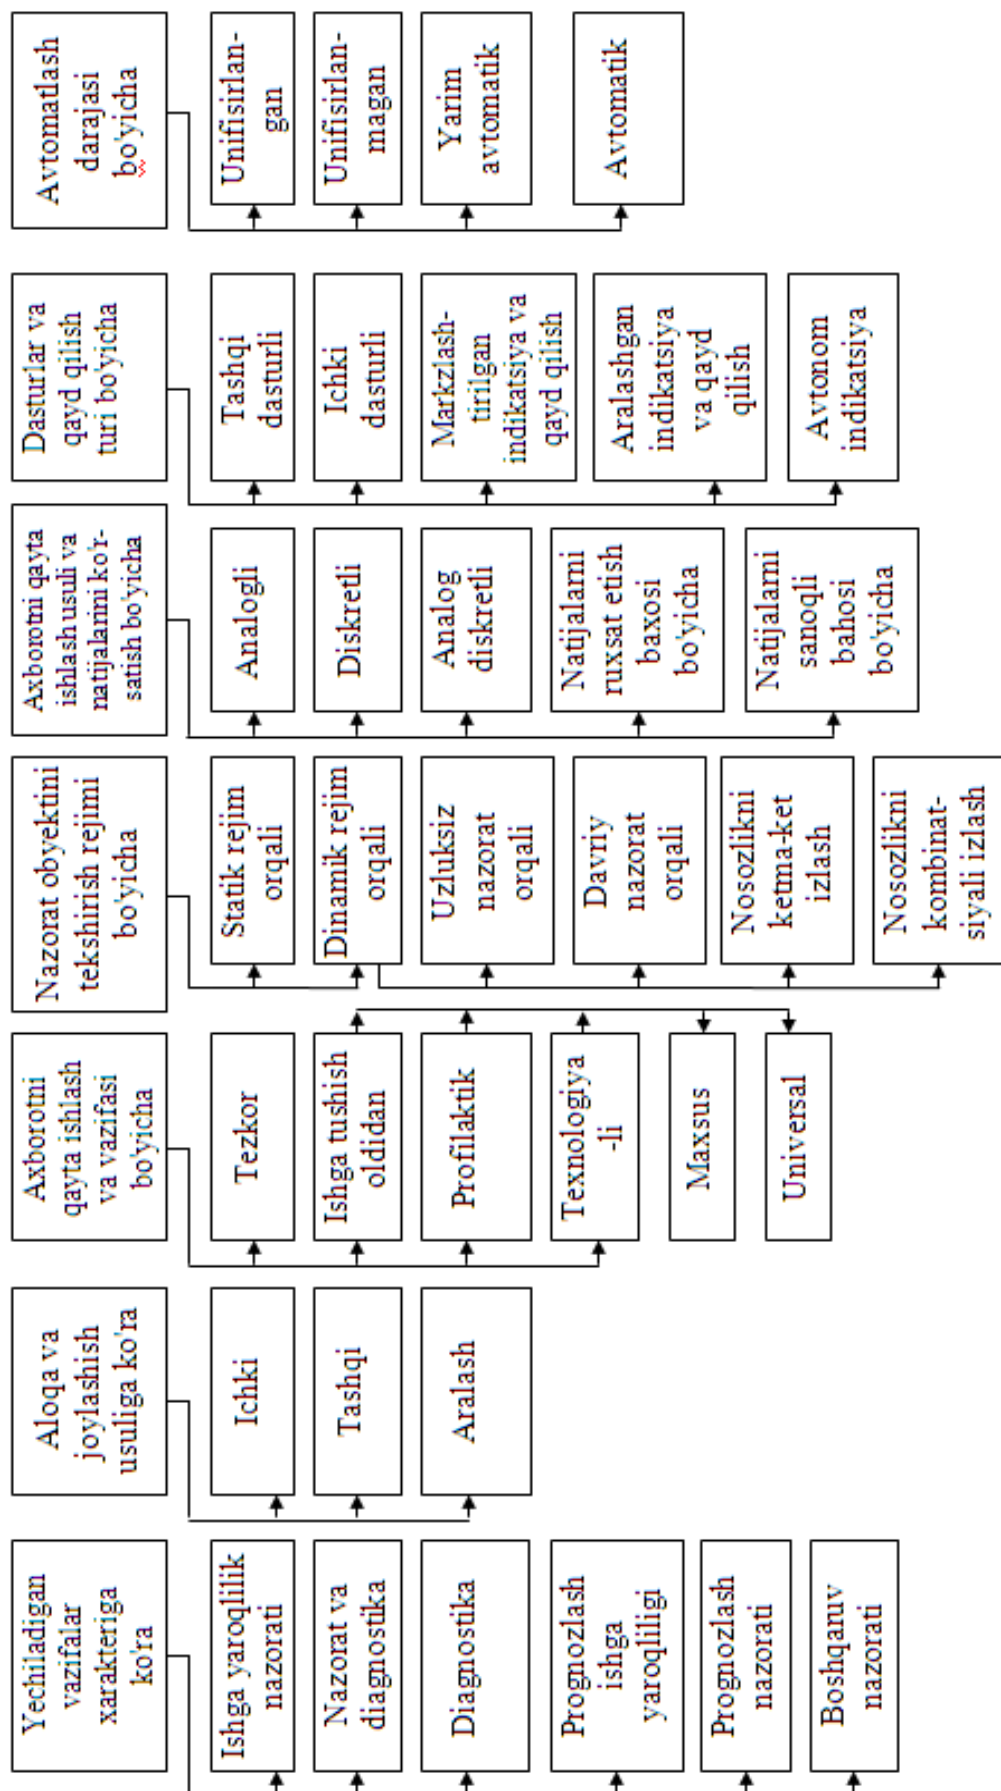 Yechiladigan
vazifalar
xarakteriga
ko'ra
Ishga yaroqlilik
nazorati
Nazorat va
diagnostika
Diagnostika
Prognozlash
ishga
yaroqliligi
Prognozlash
nazorati
Boshqaruv
nazorati
Aloqa va
joylashish
usuliga ko'ra
Ichki
Tashqi
Aralash
Axborotni
qayta ishlash
va vazifasi
bo'yicha
Tezkor
Ishga tushish
oldidan
Profilaktik
Texnologiya
-li
Maxsus
Universal
Nazorat obyektini
tekshirish rejimi
bo'yicha
Statik rejim
orqali
Dinamik rejim
orqali
Uzluksiz
nazorat
orqali
Davriy
nazorat
orqali
Nosozlikni
ketma-ket
izlash
Nosozlikni
kombinat-
siyali izlash
Axborotni qayta
ishlash usuli va
natijalarini ko'r-
satish bo'yicha
Analogli
Diskretli
Analog
diskretli
Natijalarni
ruxsat etish
baxosi
bo'yicha
Natijalarni
sanoqli
bahosi
bo'yicha
Dasturlar va
qayd qilish
turi bo'yicha
Tashqi
dasturli
Ichki
dasturli
Markzlash-
tirilgan
indikatsiya va
qayd qilish
Aralashgan
indikatsiya
va qayd
qilish
Avtonom
indikatsiya
Avtomatlash
darajasi
bo'yicha
Unifisirlan-
gan
Unifisirlan-
magan
Yarim
avtomatik
Avtomatik